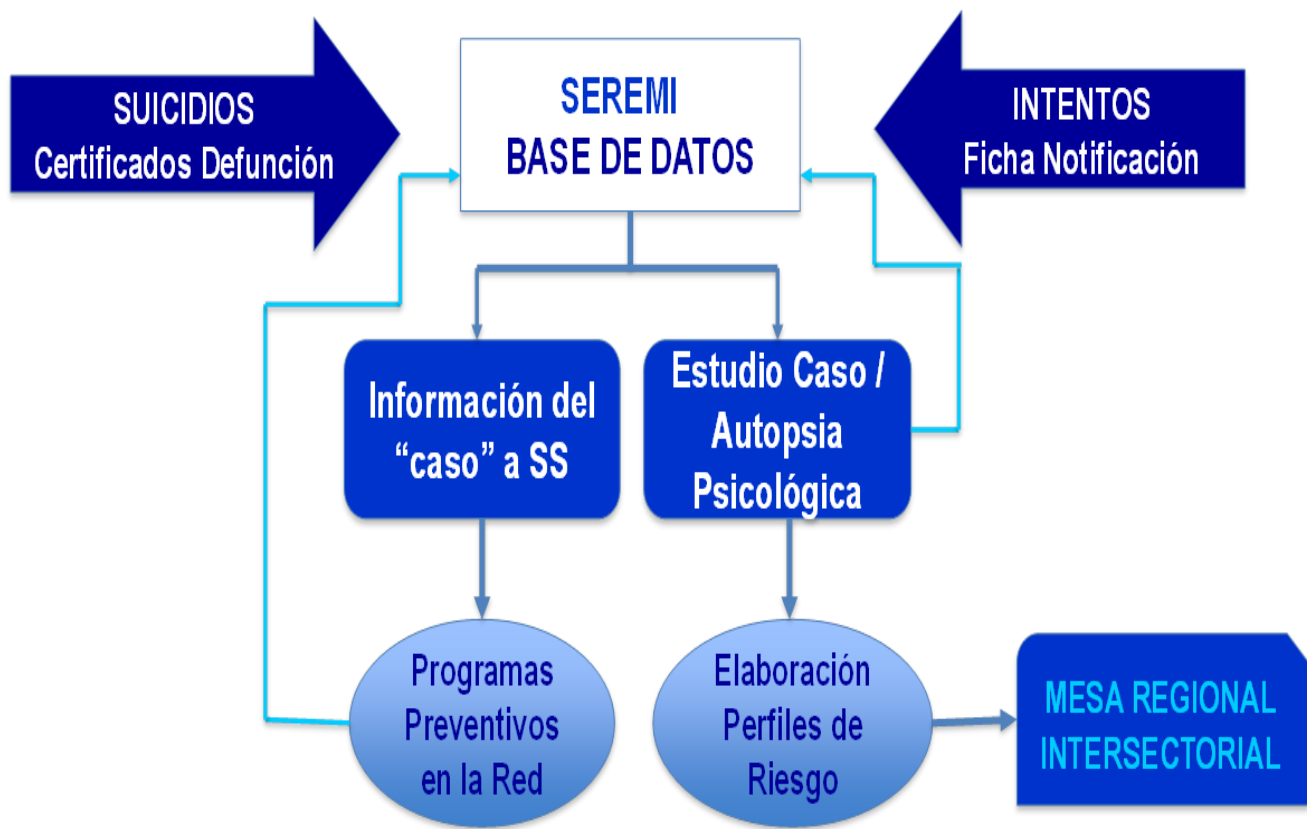 SUICIDIOS
Certificados Defunción
SEREMI
BASE DE DATOS
INTENTOS
Ficha Notificación
Información del
“caso” a SS
Estudio Caso /
Autopsia
Psicológica
Programas
Preventivos
en la Red
Elaboración
Perfiles de
Riesgo
MESA REGIONAL
INTERSECTORIAL